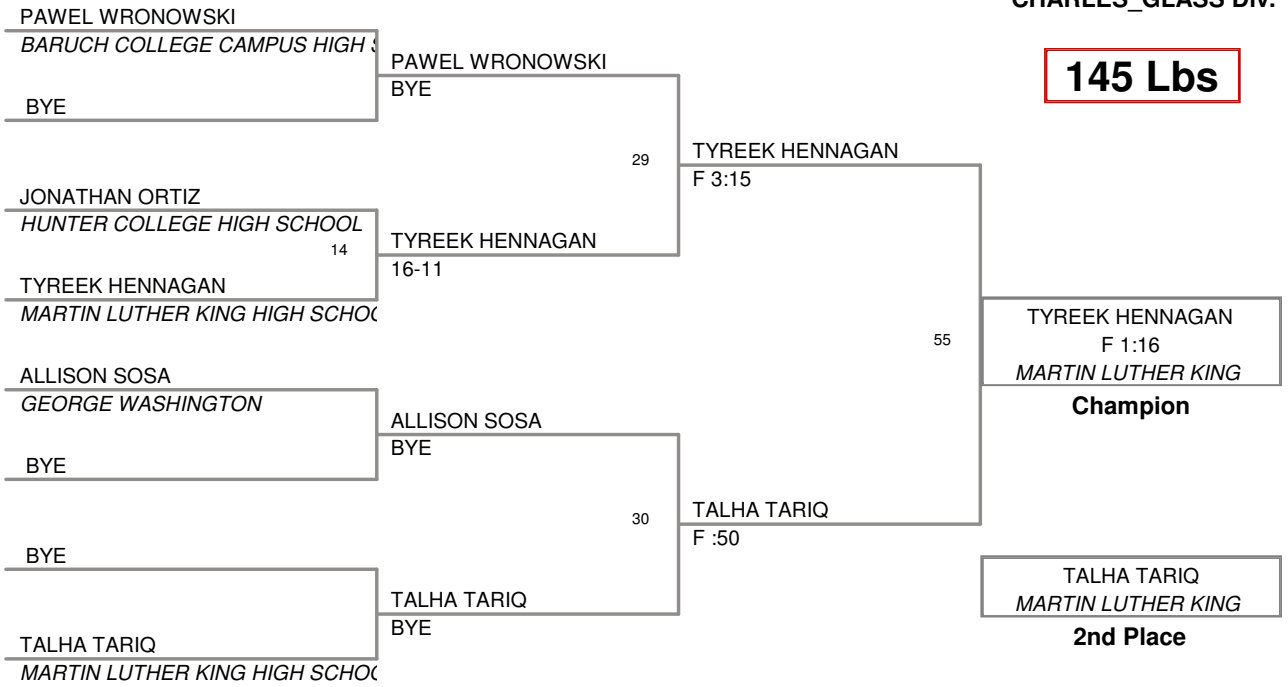 CHARLES_GLASS DIV.
145 Lbs
PAWEL WRONOWSKI
BARUCH COLLEGE CAMPUS HIGH
BYE
JONATHAN ORTIZ
HUNTER COLLEGE HIGH SCHOOL
14
TYREEK HENNAGAN
MARTIN LUTHER KING HIGH
ALLISON SOSA
GEORGE WASHINGTON
BYE
BYE
TALHA TARIQ
MARTIN LUTHER KING HIGH
PAWEL WRONOWSKI
BYE
29
TYREEK HENNAGAN
16-11
ALLISON SOSA
BYE
30
TALHA TARIQ
BYE
TYREEK HENNAGAN
F 3:15
55
TALHA TARIQ
F :50
TYREEK HENNAGAN
F 1:16
MARTIN LUTHER KING
Champion
TALHA TARIQ
MARTIN LUTHER KING
2nd Place